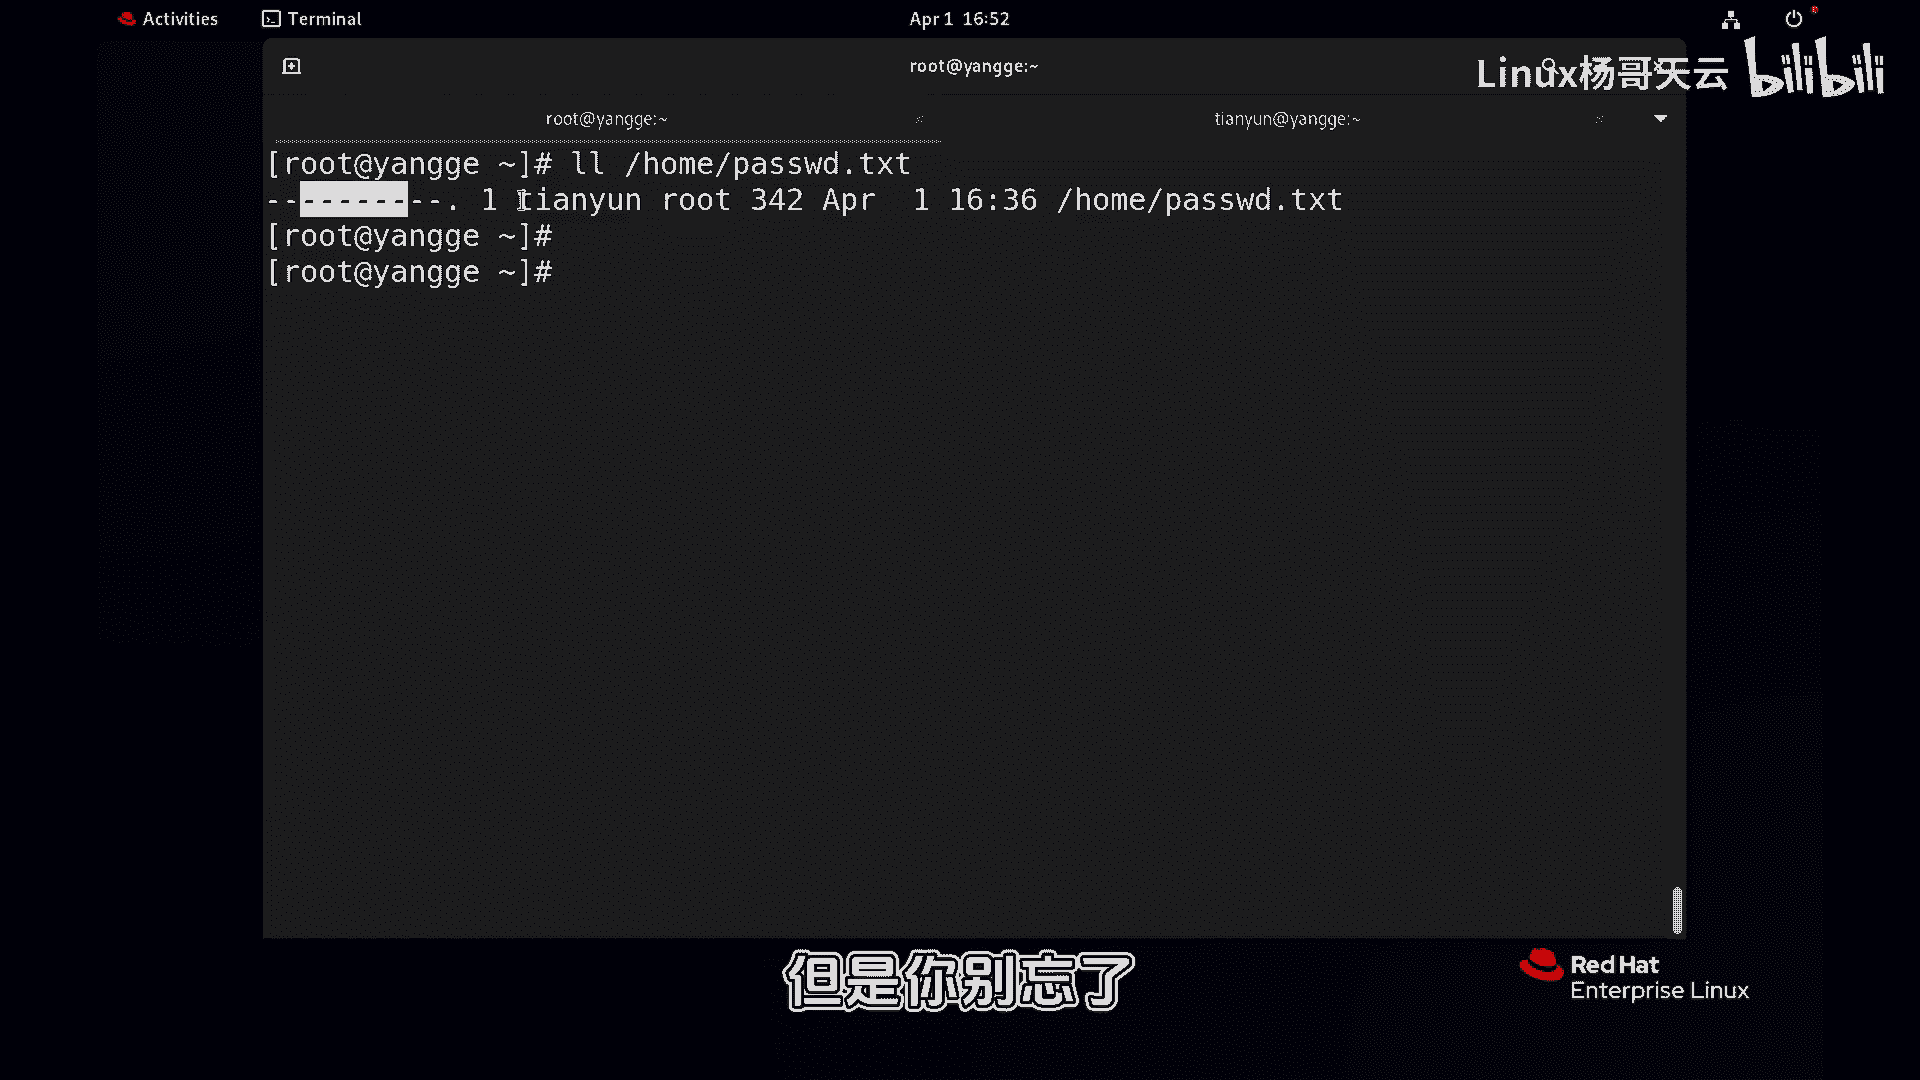 Activities Terminal Apr 1 16:52
root@yangge:~
Linux杨哥天云 bilibili
root@yangge:~ × tianyun@yangge:~ ×
[root@yangge ~]# ll /home/passwd.txt
----------. 1 tianyun root 342 Apr  1 16:36 /home/passwd.txt
[root@yangge ~]#
[root@yangge ~]#
但是你别忘了
Red Hat
Enterprise Linux